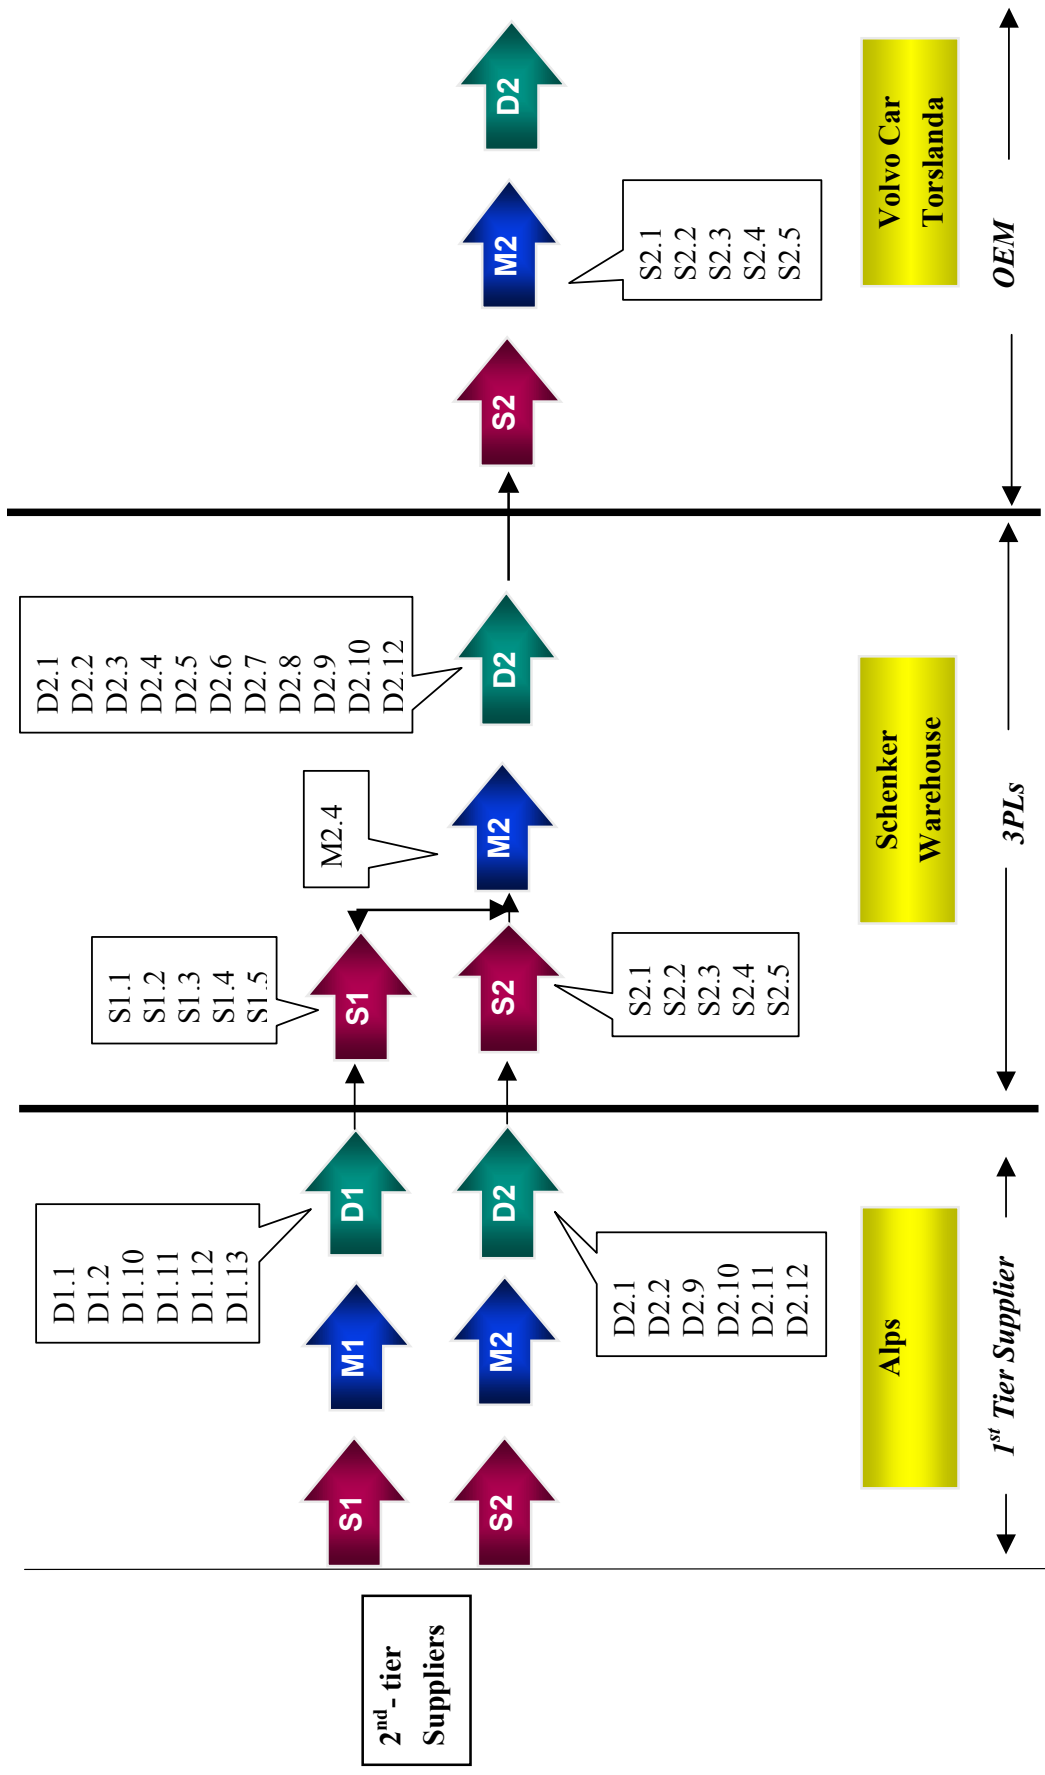 2nd- tier
Suppliers
D1.1
D1.2
D1.10
D1.11
D1.12
D1.13
S1
M1
D1
S2
M2
D2
D2.1
D2.2
D2.9
D2.10
D2.11
D2.12
Alps
1st Tier Supplier
S1.1
S1.2
S1.3
S1.4
S1.5
S1
M2.4
D2.1
D2.2
D2.3
D2.4
D2.5
D2.6
D2.7
D2.8
D2.9
D2.10
D2.12
S2
M2
D2
S2.1
S2.2
S2.3
S2.4
S2.5
Schenker
Warehouse
3PLs
S2
M2
D2
S2.1
S2.2
S2.3
S2.4
S2.5
Volvo Car
Torslanda
OEM